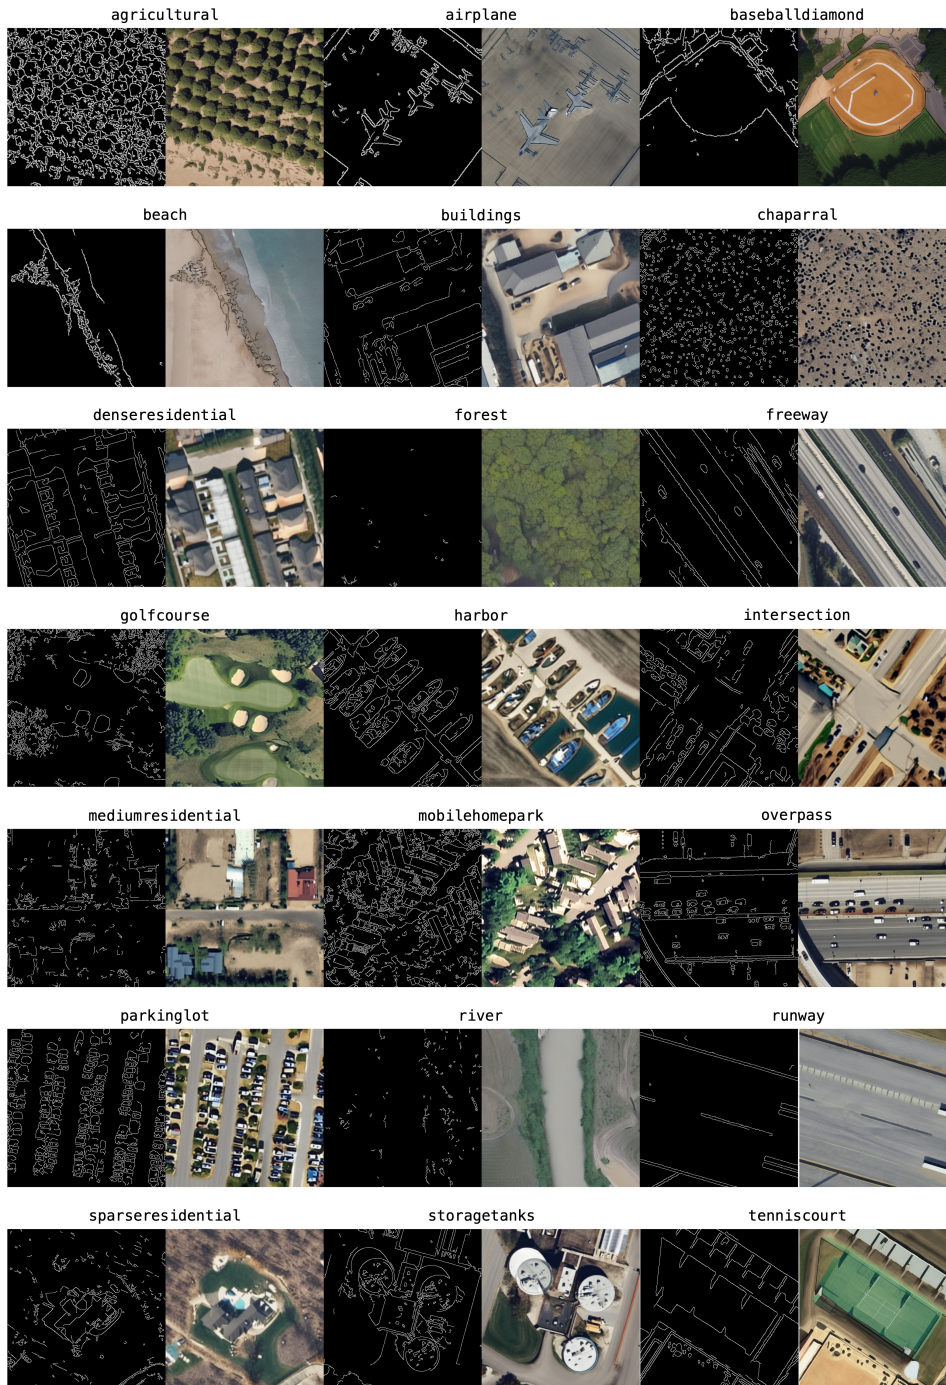 agricultural
airplane
baseballdiamond
beach
buildings
chaparral
denseresidential
forest
freeway
golfcourse
harbor
intersection
mediumresidential
mobilehomepark
overpass
parkinglot
river
runway
sparseresidential
storagetanks
tenniscourt